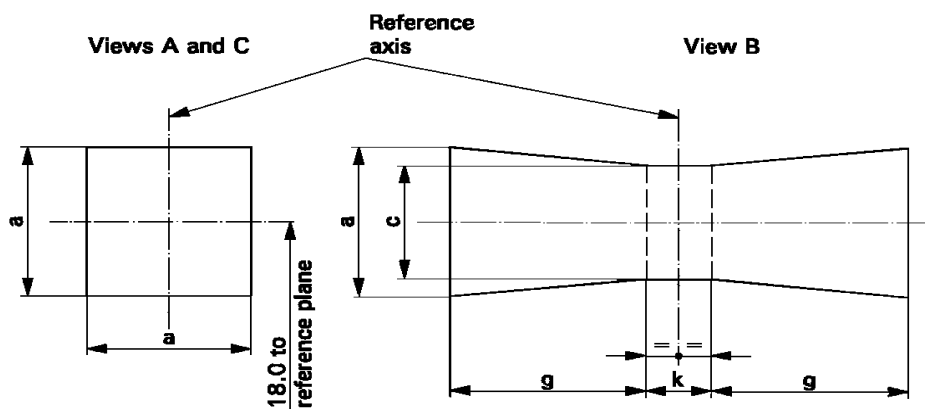 Reference
axis
Views A and C
View B
a
a
18.0 to
reference plane
a
c
= =
g
k
g